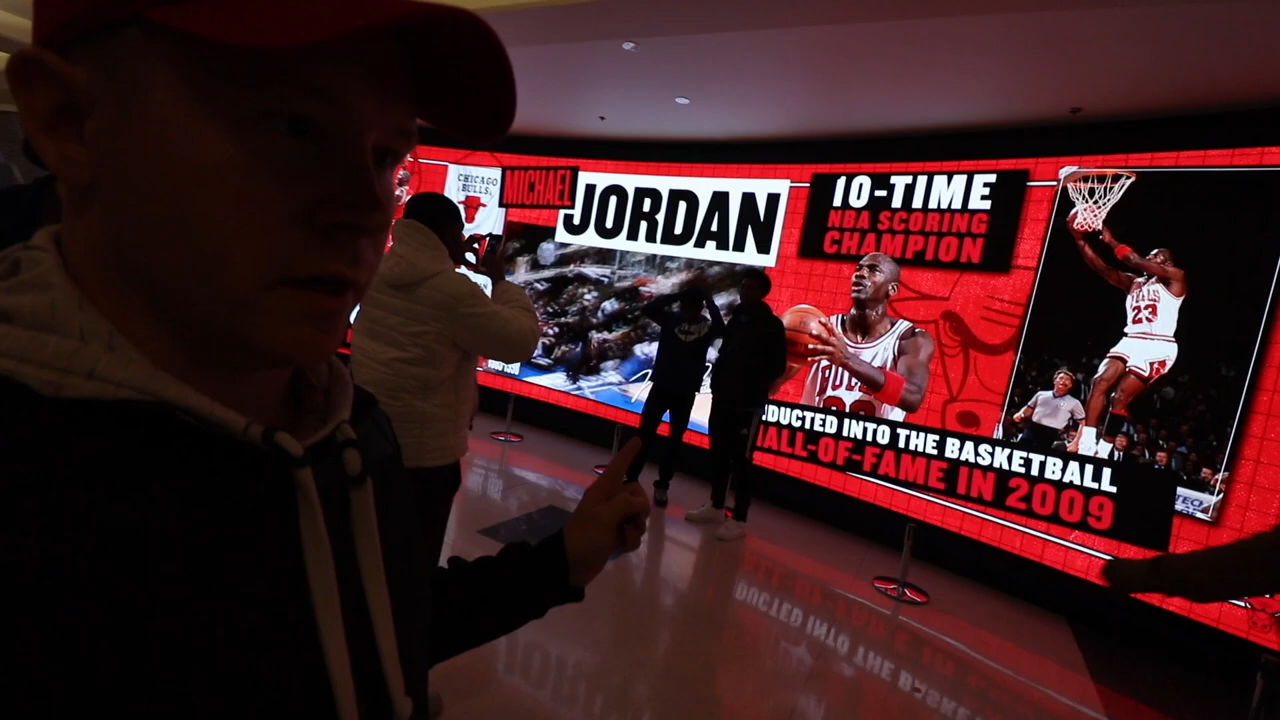 CHICAGO
BULLS
MICHAEL
JORDAN
10-TIME
NBA SCORING
CHAMPION
BULLS
23
DUCTED INTO THE BASKETBALL
HALL-OF-FAME IN 2009